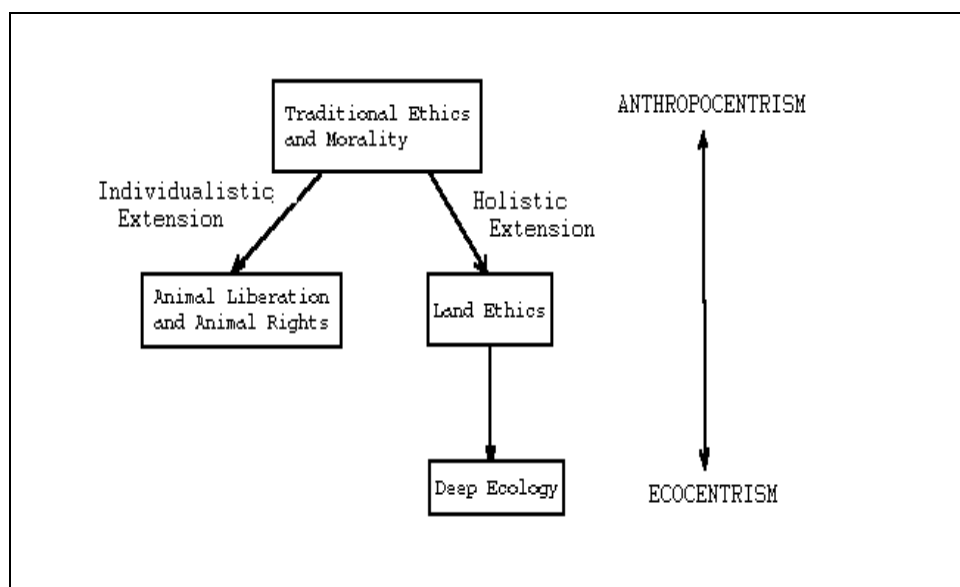 Traditional Ethics
and Morality
ANTHROPOCENTRISM
Individualistic
Extension
Holistic
Extension
Animal Liberation
and Animal Rights
Land Ethics
Deep Ecology
ECOCENTRISM